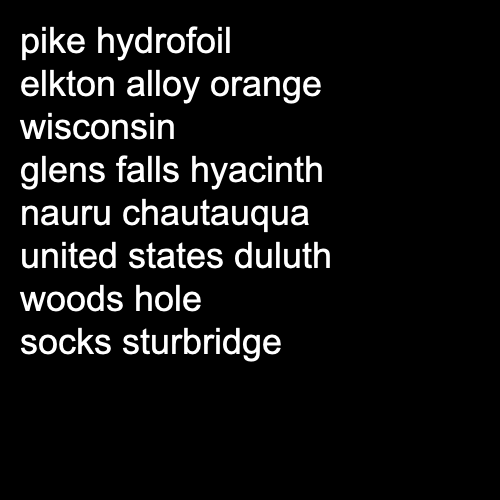 pike hydrofoil
elkton alloy orange
wisconsin
glens falls hyacinth
nauru chautauqua
united states duluth
woods hole
socks sturbridge